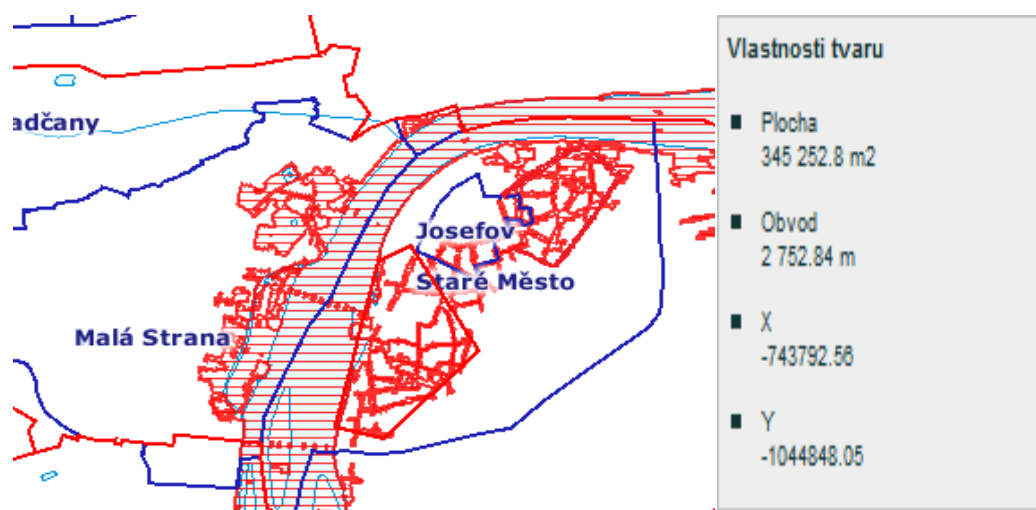 adčany
Josefov
Staré Město
Malá Strana
Vlastnosti tvaru
Plocha
345 252.8 m2
Obvod
2 752.84 m
X
-743792.56
Y
-1044848.05